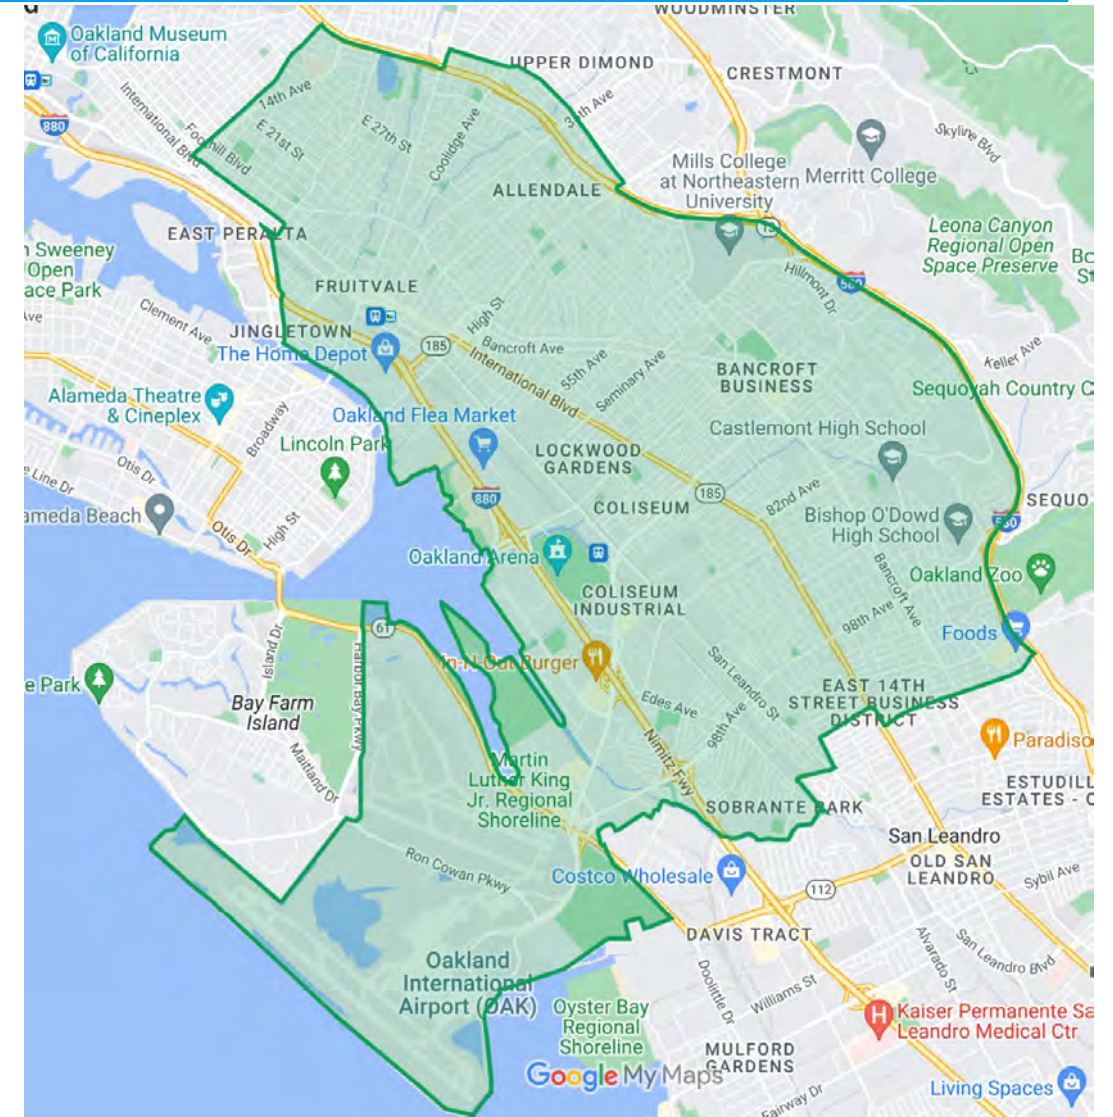 WOODMINSTER
Oakland Museum
of California
UPPER DIMOND
CRESTMONT
14th Ave
International Blvd
880
Foothill Blvd
E 21st St
E 27th St
Coolidge Ave
Skyline Blvd
Mills College
at Northeastern
University
Merritt College
ALLENDALE
13
Leona Canyon
Regional Open
Space Preserve
EAST PERALTA
Sweeney
Open
ace Park
Hillmont Dr
580
FRUITVALE
Clement Ave
JINGLETOWN
The Home Depot
185
High St
Bancroft Ave
International Blvd
55th Ave
Seminary Ave
BANCROFT
BUSINESS
Keller Ave
Sequoyah Country C
Alameda Theatre
& Cineplex
Broadway
Oakland Flea Market
Castlemont High School
Lincoln Park
LOCKWOOD
GARDENS
Otis Dr
e Line Dr
880
185
82nd Ave
SEQUO
COLISEUM
ameda Beach
Otis Dr
High St
Bishop O'Dowd
High School
580
Oakland Arena
Bancroft Ave
Oakland Zoo
COLISEUM
INDUSTRIAL
98th Ave
61
Foods
Island Dr
Harbor Bay Pkwy
In-N-Out Burger
San Leandro St
e Park
Bay Farm
Island
Edes Ave
98th Ave
EAST 14TH
STREET BUSINESS
DISTRICT
Nimitz Fwy
Paradiso
Maitland Dr
Martin
Luther King
Jr. Regional
Shoreline
ESTUDILL
ESTATES - C
SOBRANTE PARK
San Leandro
Ron Cowan Pkwy
Costco Wholesale
OLD SAN
LEANDRO
Sybil Ave
112
DAVIS TRACT
Alvarado St
San Leandro Blvd
Oakland
International
Airport (OAK)
Doolittle Dr
Williams St
Oyster Bay
Regional
Shoreline
Kaiser Permanente Sa
Leandro Medical Ctr
MULFORD
GARDENS
Google My Maps
Fairway Dr
Living Spaces